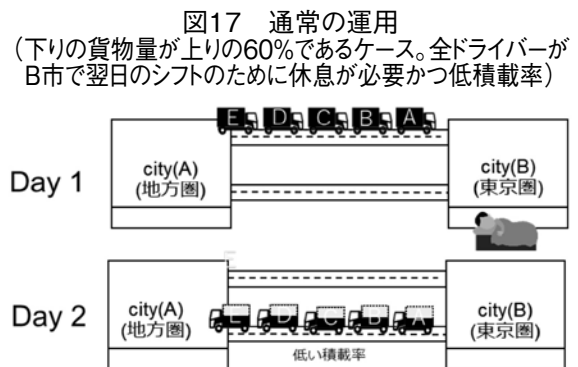 図17 通常の運用
(下りの貨物量が上りの60%であるケース。全ドライバーが
B市で翌日のシフトのために休息が必要かつ低積載率)
E D C B A
Day 1
city(A)
(地方圏)
city(B)
(東京圏)
E
Day 2
city(A)
(地方圏)
E D C B A
city(B)
(東京圏)
低い積載率